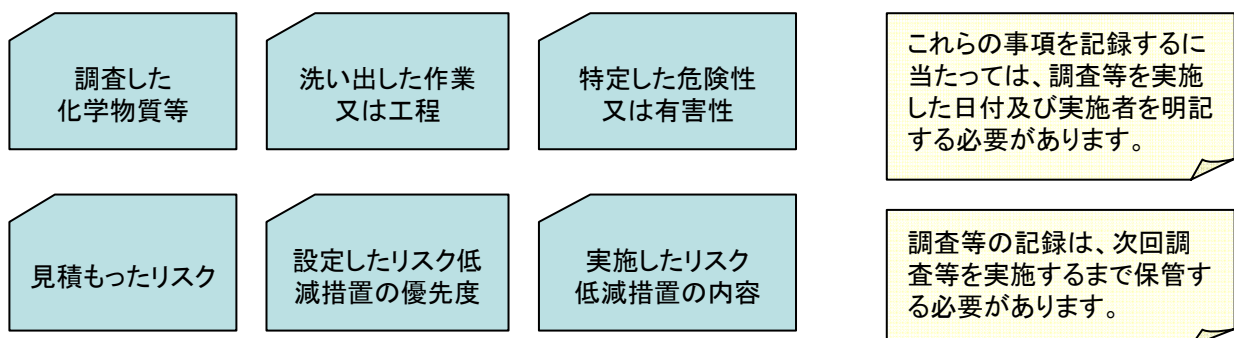 調査した
化学物質等
洗い出した作業
又は工程
特定した危険性
又は有害性
これらの事項を記録するに
当たっては、調査等を実施
した日付及び実施者を明記
する必要があります。
見積もったリスク
設定したリスク低
減措置の優先度
実施したリスク
低減措置の内容
調査等の記録は、次回調
査等を実施するまで保管す
る必要があります。